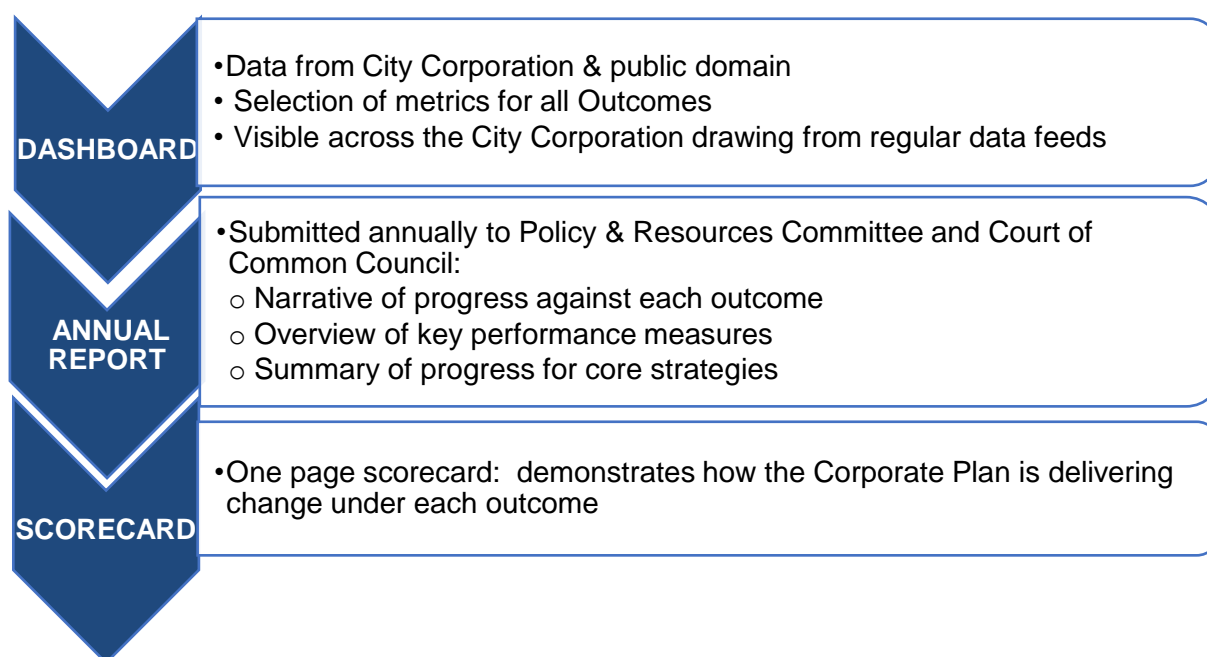 DASHBOARD
•Data from City Corporation & public domain
• Selection of metrics for all Outcomes
• Visible across the City Corporation drawing from regular data feeds
ANNUAL
REPORT
•Submitted annually to Policy & Resources Committee and Court of
Common Council:
o Narrative of progress against each outcome
o Overview of key performance measures
o Summary of progress for core strategies
SCORECARD
•One page scorecard: demonstrates how the Corporate Plan is delivering
change under each outcome